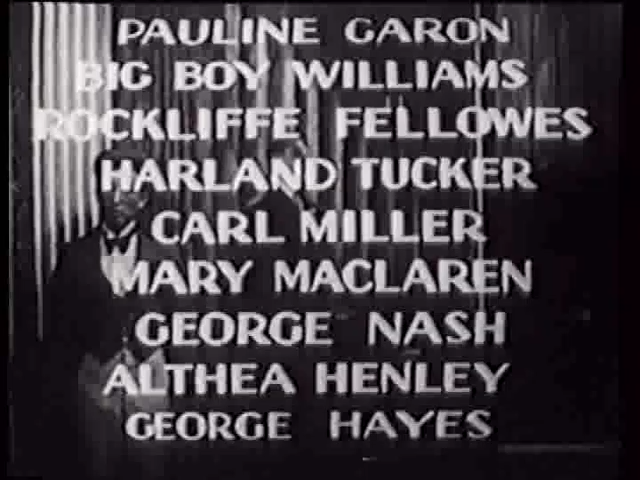 PAULINE GARON
BIG BOY WILLIAMS
ROCKLIFFE FELLOWES
HARLAND TUCKER
CARL MILLER
MARY MACLAREN
GEORGE NASH
ALTHEA HENLEY
GEORGE HAYES